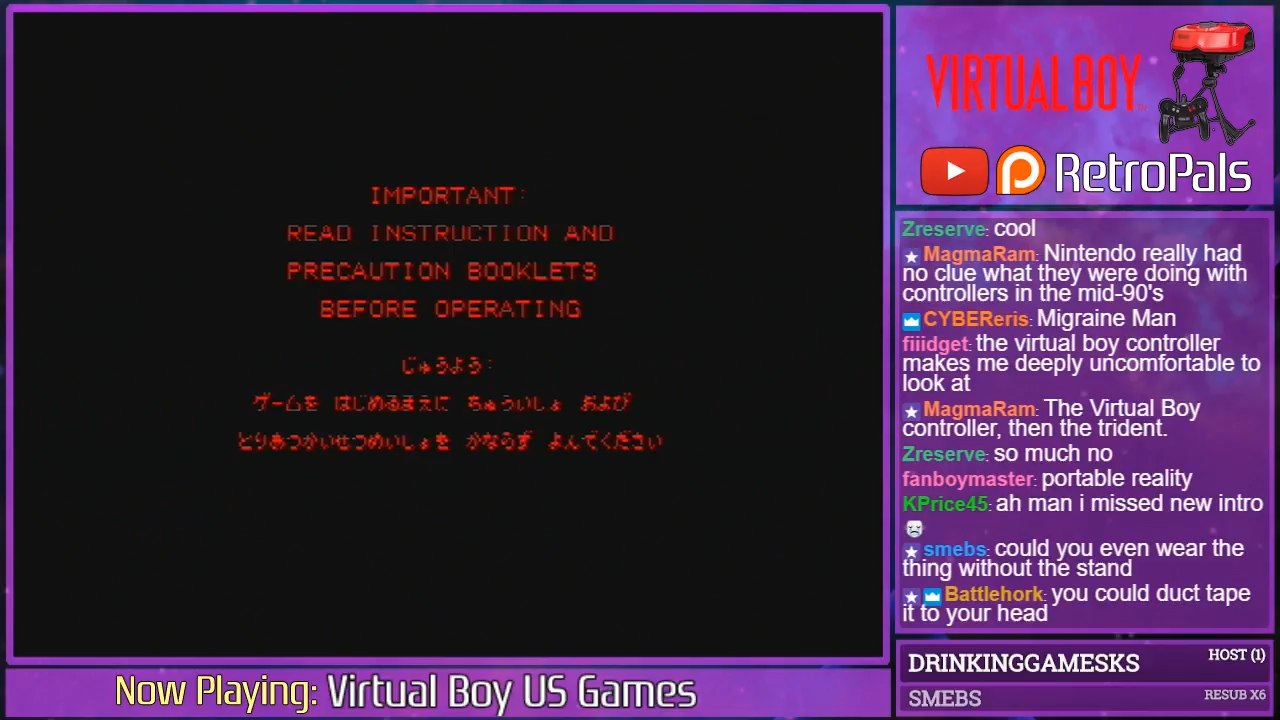 IMPORTANT:
READ INSTRUCTION AND
PRECAUTION BOOKLETS
BEFORE OPERATING
じゅうよう:
ゲームを はじめるまえに ちゅういしょ および
とりあつかいせつめいしょを かならず よんでください
Now Playing: Virtual Boy US Games
VIRTUAL BOY
RetroPals
Zreserve: cool
MagmaRam: Nintendo really had
no clue what they were doing with
controllers in the mid-90's
CYBEReris: Migraine Man
fiiidget: the virtual boy controller
makes me deeply uncomfortable to
look at
MagmaRam: The Virtual Boy
controller, then the trident.
Zreserve: so much no
fanboymaster: portable reality
KPrice45: ah man i missed new intro
smebs: could you even wear the
thing without the stand
Battlehork: you could duct tape
it to your head
DRINKINGGAMESKS HOST (1)
SMEBS RESUB X6